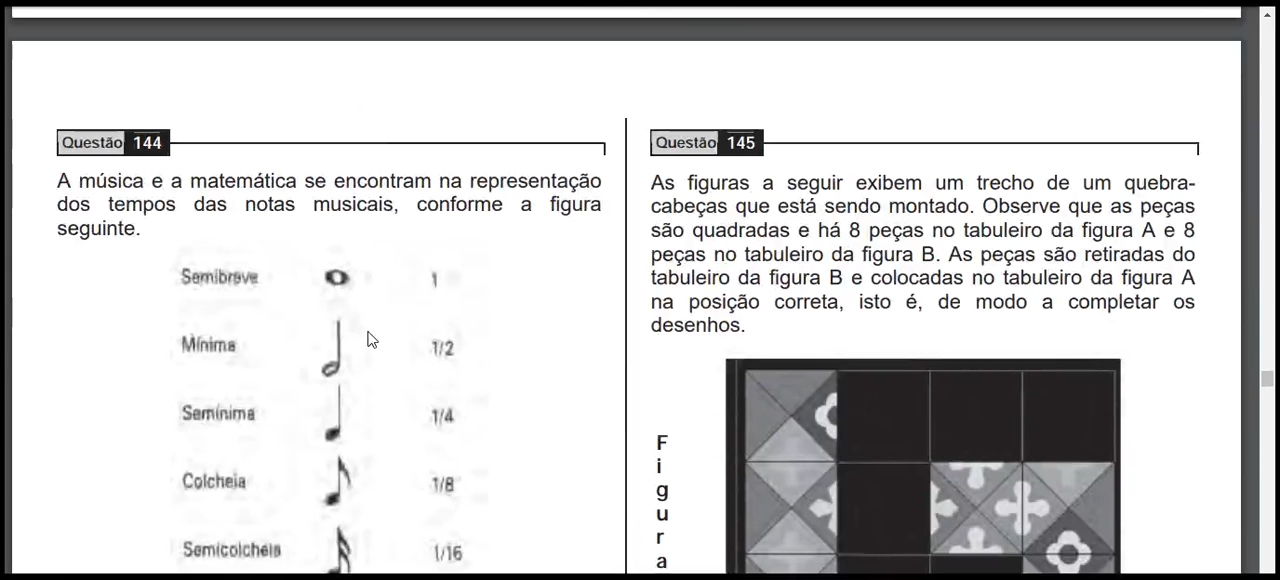 Questão 144
A música e a matemática se encontram na representação
dos tempos das notas musicais, conforme a figura
seguinte.
Semibreve 1
Mínima 1/2
Semínima 1/4
Colcheia 1/8
Semicolcheia 1/16
Questão 145
As figuras a seguir exibem um trecho de um quebra-
cabeças que está sendo montado. Observe que as peças
são quadradas e há 8 peças no tabuleiro da figura A e 8
peças no tabuleiro da figura B. As peças são retiradas do
tabuleiro da figura B e colocadas no tabuleiro da figura A
na posição correta, isto é, de modo a completar os
desenhos.
F
i
g
u
r
a